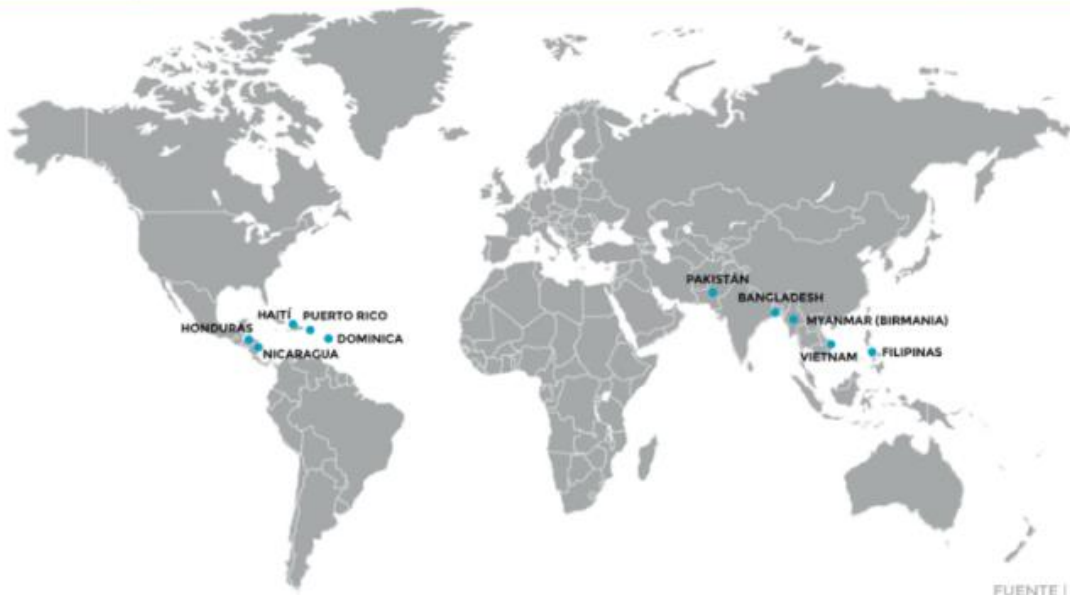 PAKISTÁN
BANGLADESH
HAITÍ
PUERTO RICO
MYANMAR (BIRMANIA)
HONDURAS
DOMINICA
NICARAGUA
VIETNAM
FILIPINAS
FUENTE |